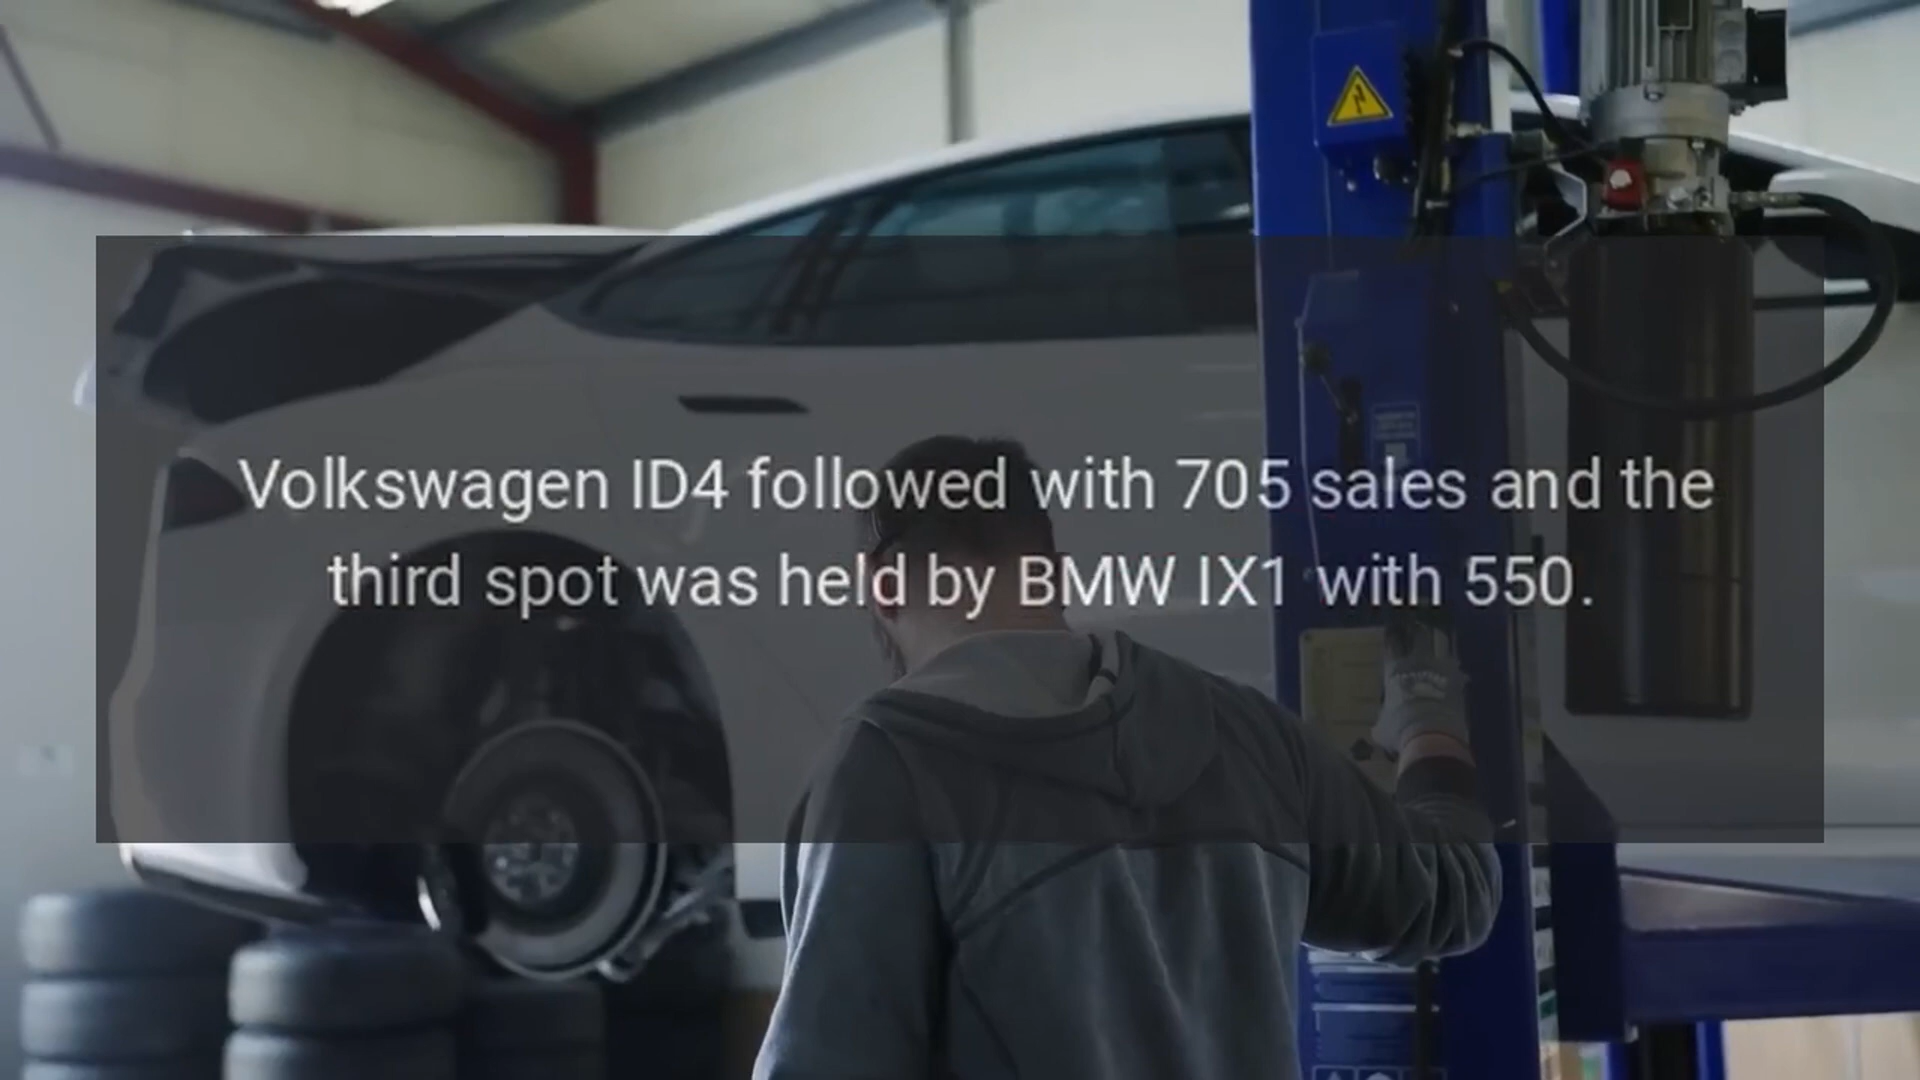 Volkswagen ID4 followed with 705 sales and the
third spot was held by BMW IX1 with 550.